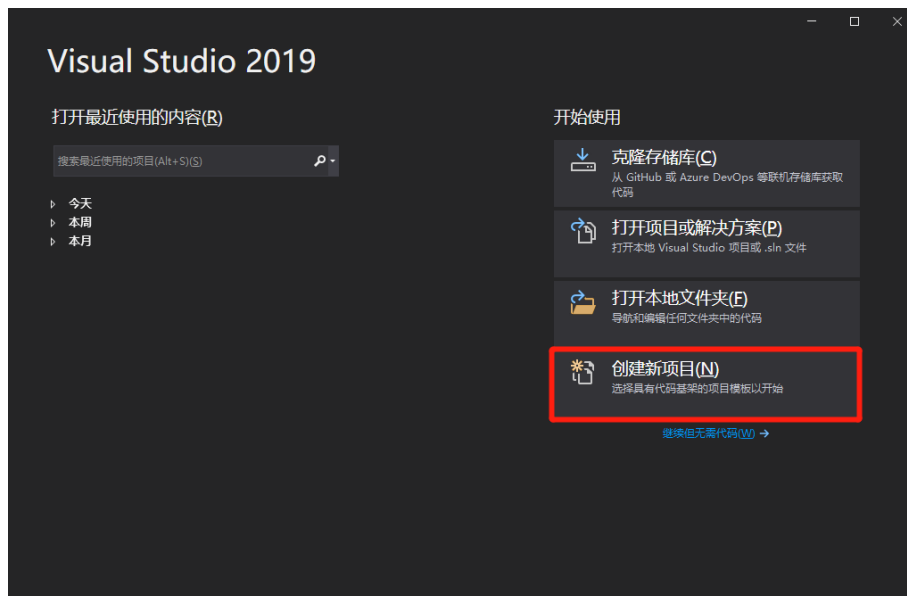 Visual Studio 2019
打开最近使用的内容(R)
搜索最近使用的项目(Alt+S)(S)
今天
本周
本月
开始使用
克隆存储库(C)
从 GitHub 或 Azure DevOps 等联机存储库获取
代码
打开项目或解决方案(P)
打开本地 Visual Studio 项目或 .sln 文件
打开本地文件夹(F)
导航和编辑任何文件夹中的代码
创建新项目(N)
选择具有代码基架的项目模板以开始
继续但无需代码(W) →